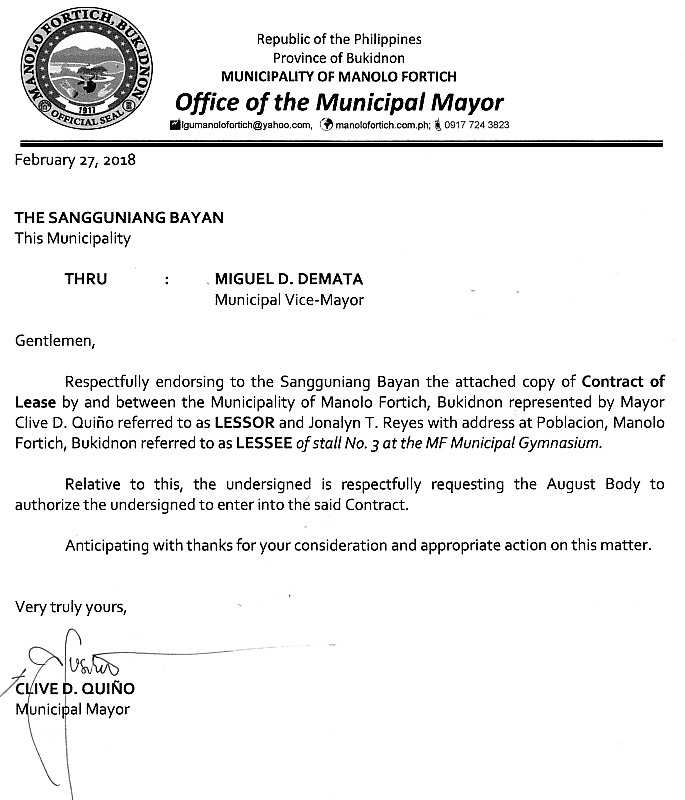 MANOLO FORTICH, BUKIDNON
1917
OFFICIAL SEAL
Republic of the Philippines
Province of Bukidnon
MUNICIPALITY OF MANOLO FORTICH
Office of the Municipal Mayor
lgumanolofortich@yahoo.com, manolofortich.com.ph; 0917 724 3823
February 27, 2018
THE SANGGUNIANG BAYAN
This Municipality
THRU : MIGUEL D. DEMATA
Municipal Vice-Mayor
Gentlemen,
Respectfully endorsing to the Sangguniang Bayan the attached copy of Contract of
Lease by and between the Municipality of Manolo Fortich, Bukidnon represented by Mayor
Clive D. Quiño referred to as LESSOR and Jonalyn T. Reyes with address at Poblacion, Manolo
Fortich, Bukidnon referred to as LESSEE of stall No. 3 at the MF Municipal Gymnasium.
Relative to this, the undersigned is respectfully requesting the August Body to
authorize the undersigned to enter into the said Contract.
Anticipating with thanks for your consideration and appropriate action on this matter.
Very truly yours,
CLIVE D. QUIÑO
Municipal Mayor